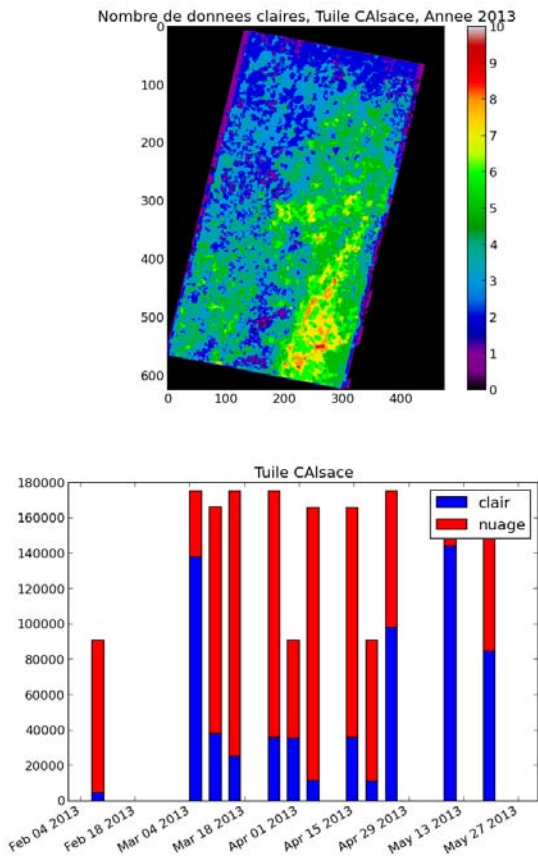 Nombre de donnees claires, Tuile CAlsace, Annee 2013
0
100
200
300
400
500
600
0 100 200 300 400
10
9
8
7
6
5
4
3
2
1
0
Tuile CAlsace
180000
160000
140000
120000
100000
80000
60000
40000
20000
0
clair
nuage
Feb 04 2013
Feb 18 2013
Mar 04 2013
Mar 18 2013
Apr 01 2013
Apr 15 2013
Apr 29 2013
May 13 2013
May 27 2013